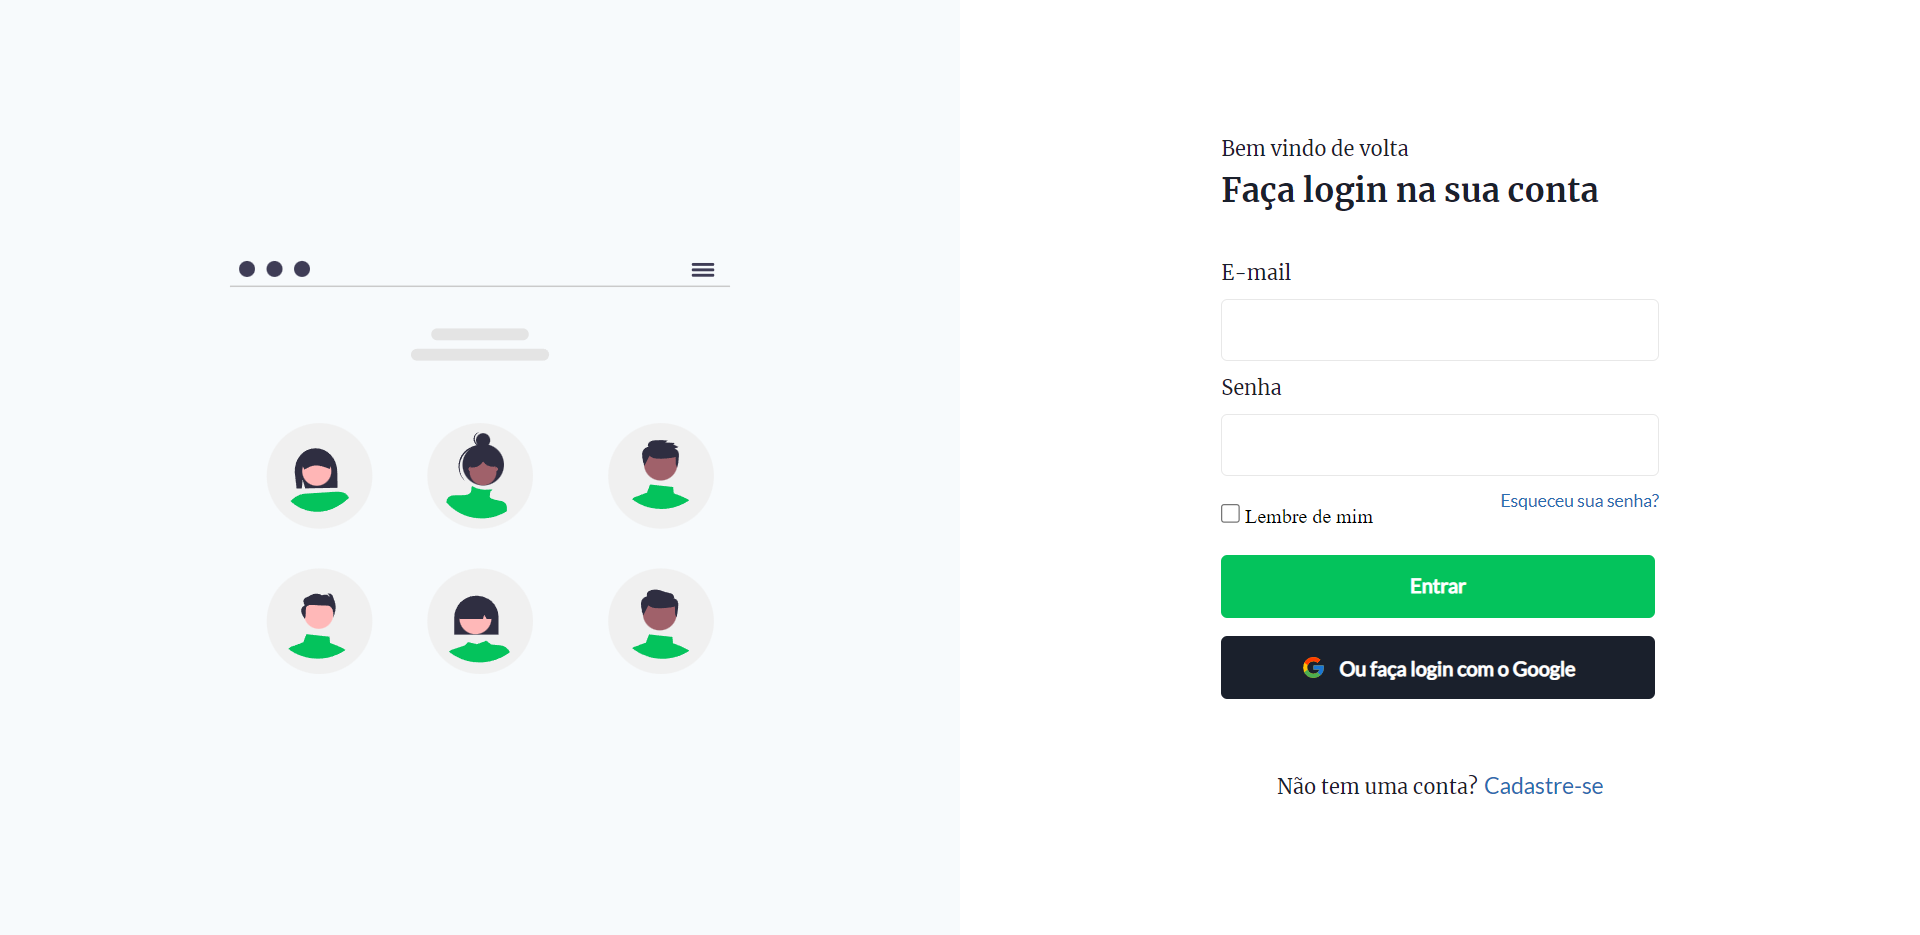 Bem vindo de volta
Faça login na sua conta
E-mail
Senha
Esqueceu sua senha?
Lembre de mim
Entrar
Ou faça login com o Google
Não tem uma conta? Cadastre-se